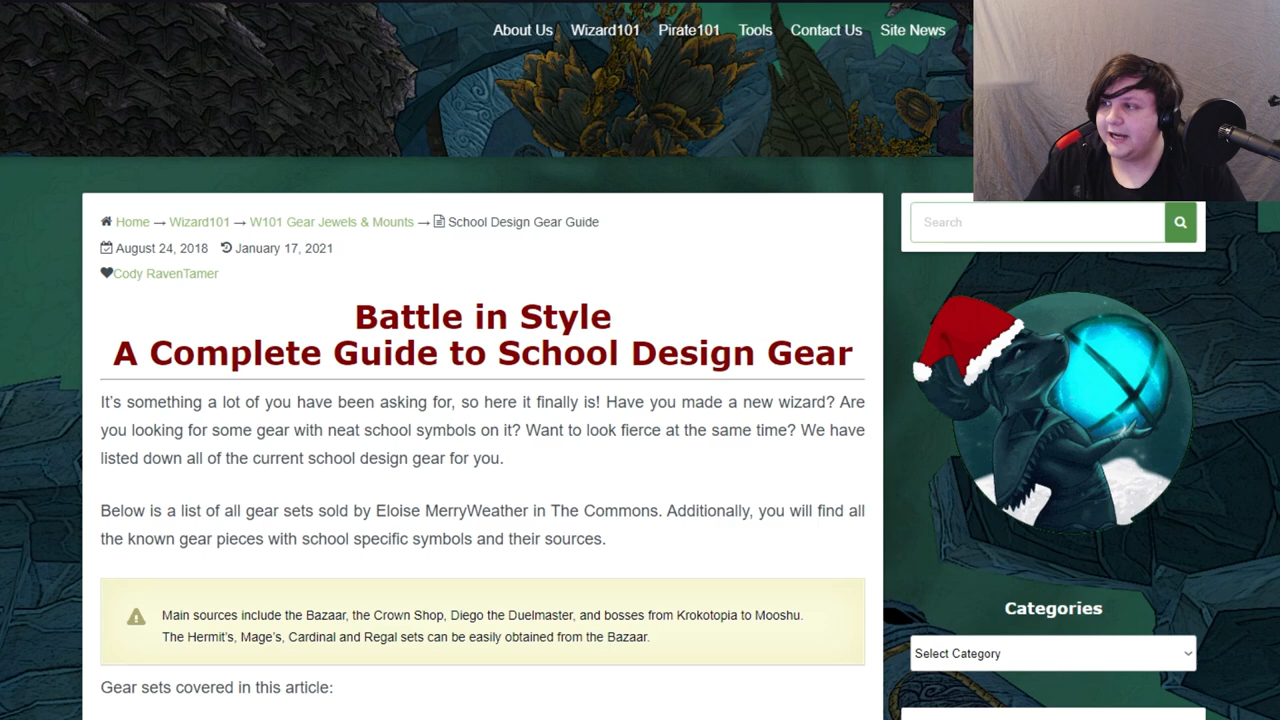 About Us Wizard101 Pirate101 Tools Contact Us Site News
Home → Wizard101 → W101 Gear Jewels & Mounts → School Design Gear Guide
August 24, 2018 January 17, 2021
Cody RavenTamer
Search
Battle in Style
A Complete Guide to School Design Gear
It's something a lot of you have been asking for, so here it finally is! Have you made a new wizard? Are
you looking for some gear with neat school symbols on it? Want to look fierce at the same time? We have
listed down all of the current school design gear for you.
Below is a list of all gear sets sold by Eloise MerryWeather in The Commons. Additionally, you will find all
the known gear pieces with school specific symbols and their sources.
Main sources include the Bazaar, the Crown Shop, Diego the Duelmaster, and bosses from Krokotopia to Mooshu.
The Hermit's, Mage's, Cardinal and Regal sets can be easily obtained from the Bazaar.
Gear sets covered in this article:
Categories
Select Category